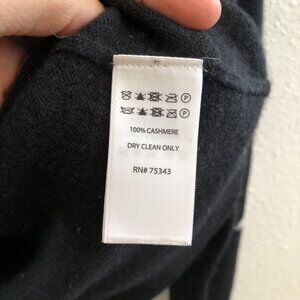 100% CASHMERE
DRY CLEAN ONLY
RN# 75343